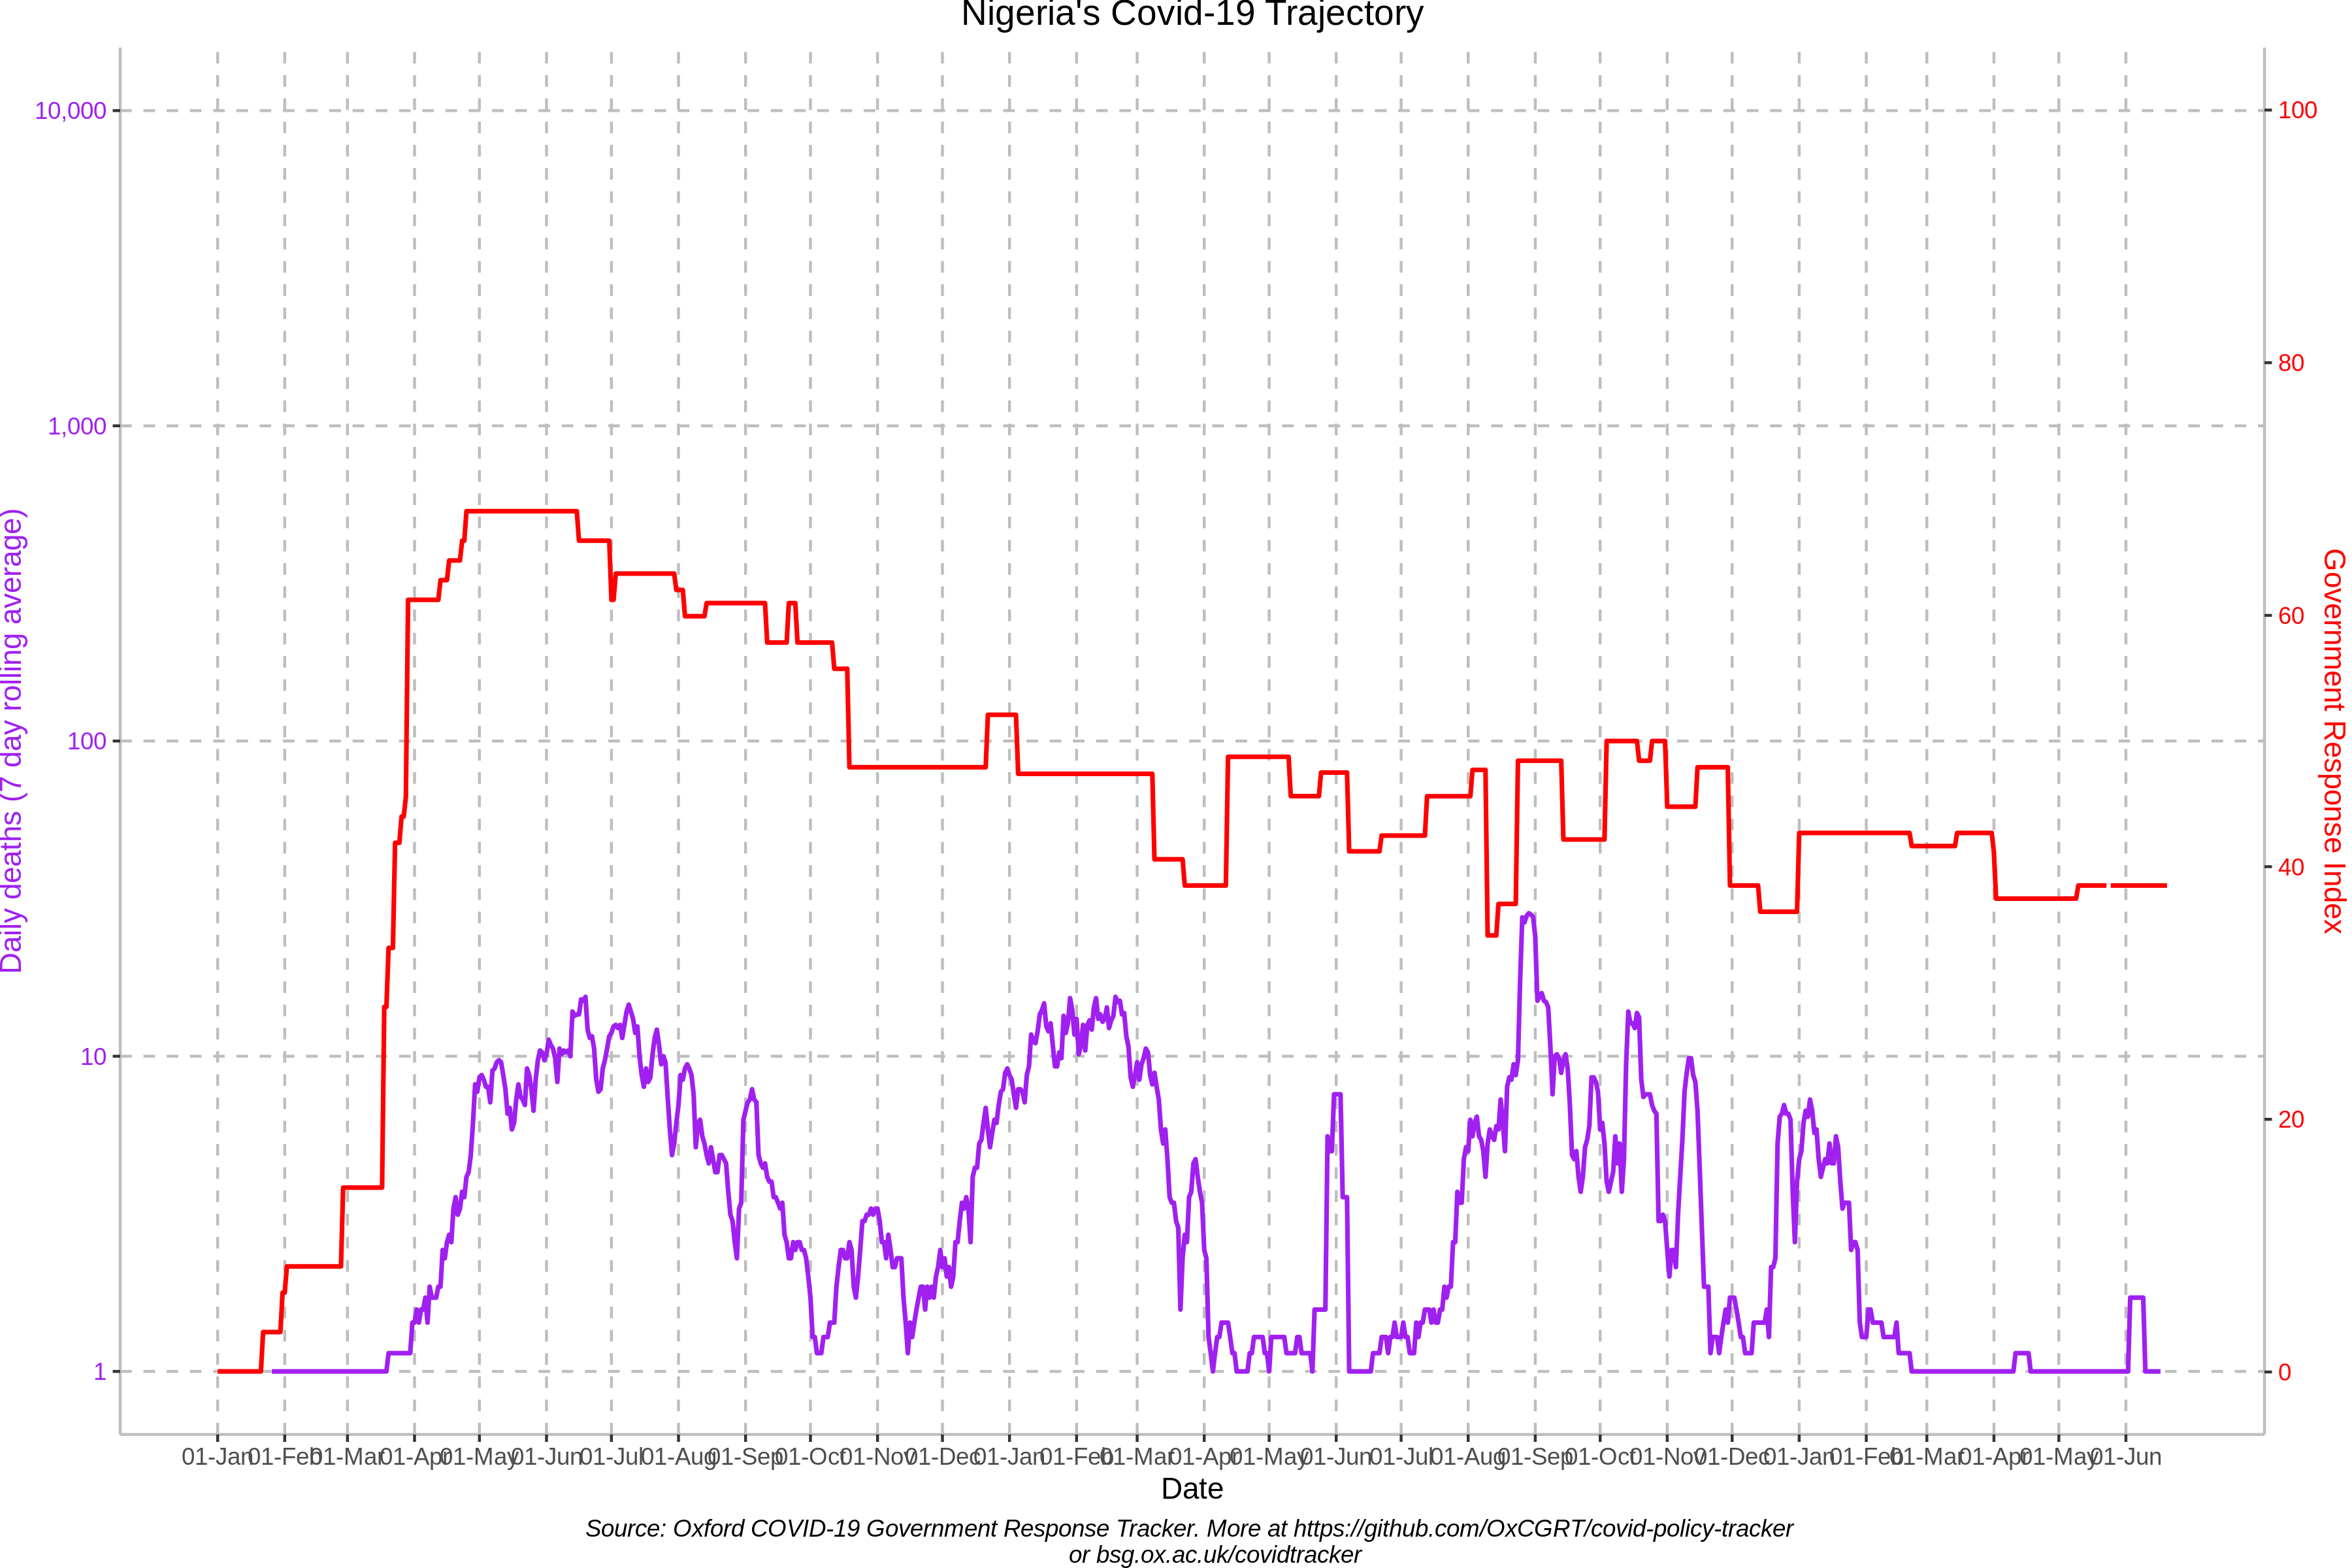 Nigeria's Covid-19 Trajectory
10,000
1,000
100
10
1
Daily deaths (7 day rolling average)
100
80
60
40
20
0
Government Response Index
01-Jan 01-Feb 01-Mar 01-Apr 01-May 01-Jun 01-Jul 01-Aug 01-Sep 01-Oct 01-Nov 01-Dec 01-Jan 01-Feb 01-Mar 01-Apr 01-May 01-Jun 01-Jul 01-Aug 01-Sep 01-Oct 01-Nov 01-Dec 01-Jan 01-Feb 01-Mar 01-Apr 01-May 01-Jun
Date
Source: Oxford COVID-19 Government Response Tracker. More at https://github.com/OxCGRT/covid-policy-tracker
or bsg.ox.ac.uk/covidtracker